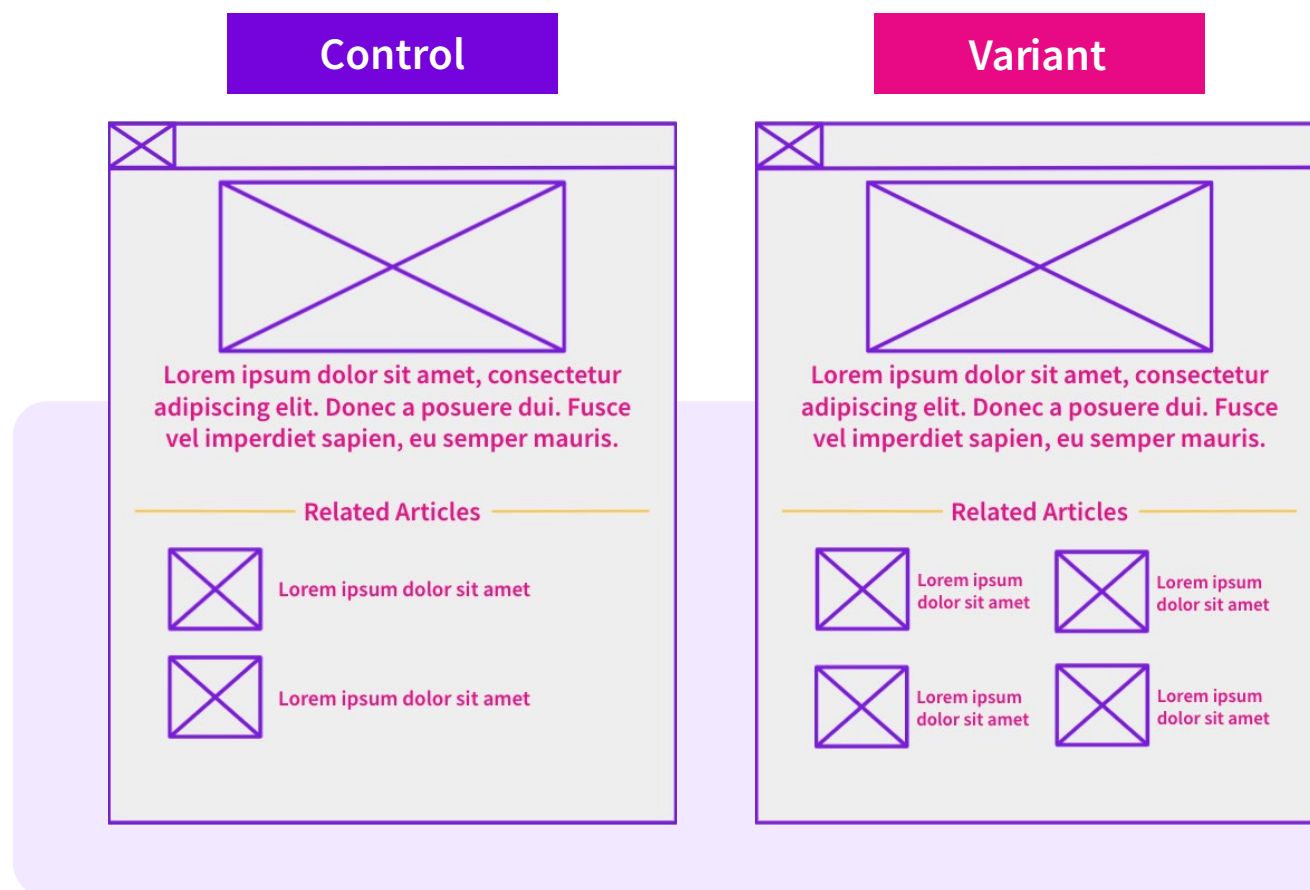 Control
Lorem ipsum dolor sit amet, consectetur
adipiscing elit. Donec a posuere dui. Fusce
vel imperdiet sapien, eu semper mauris.
Related Articles
Lorem ipsum dolor sit amet
Lorem ipsum dolor sit amet
Variant
Lorem ipsum dolor sit amet, consectetur
adipiscing elit. Donec a posuere dui. Fusce
vel imperdiet sapien, eu semper mauris.
Related Articles
Lorem ipsum
dolor sit amet
Lorem ipsum
dolor sit amet
Lorem ipsum
dolor sit amet
Lorem ipsum
dolor sit amet